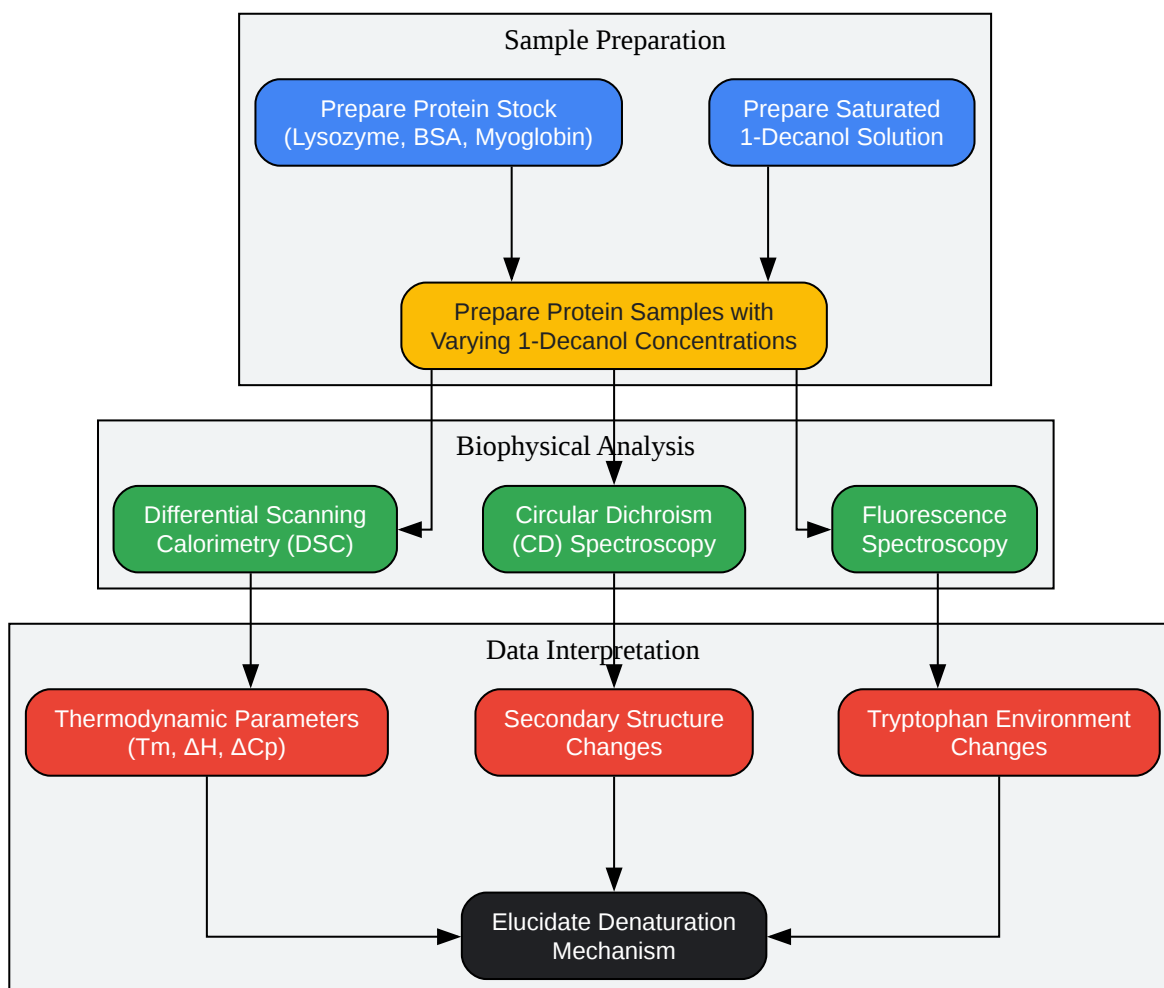 Sample Preparation
Prepare Protein Stock
(Lysozyme, BSA, Myoglobin)
Prepare Saturated
1-Decanol Solution
Prepare Protein Samples with
Varying 1-Decanol Concentrations
Biophysical Analysis
Differential Scanning
Calorimetry (DSC)
Circular Dichroism
(CD) Spectroscopy
Fluorescence
Spectroscopy
Data Interpretation
Thermodynamic Parameters
(Tm, ΔH, ΔCp)
Secondary Structure
Changes
Tryptophan Environment
Changes
Elucidate Denaturation
Mechanism